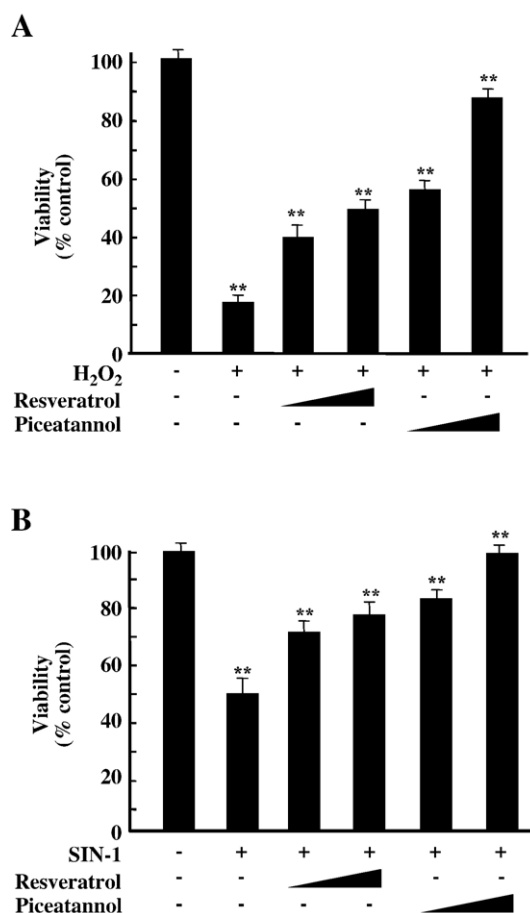 A
100
80
60
40
20
0
Viability
(% control)
**
**
**
**
**
H₂O₂ - + + + + +
Resveratrol - - - -
Piceatannol - - - -
B
100
80
60
40
20
0
Viability
(% control)
**
**
**
**
**
SIN-1 - + + + + +
Resveratrol - - - -
Piceatannol - - - -